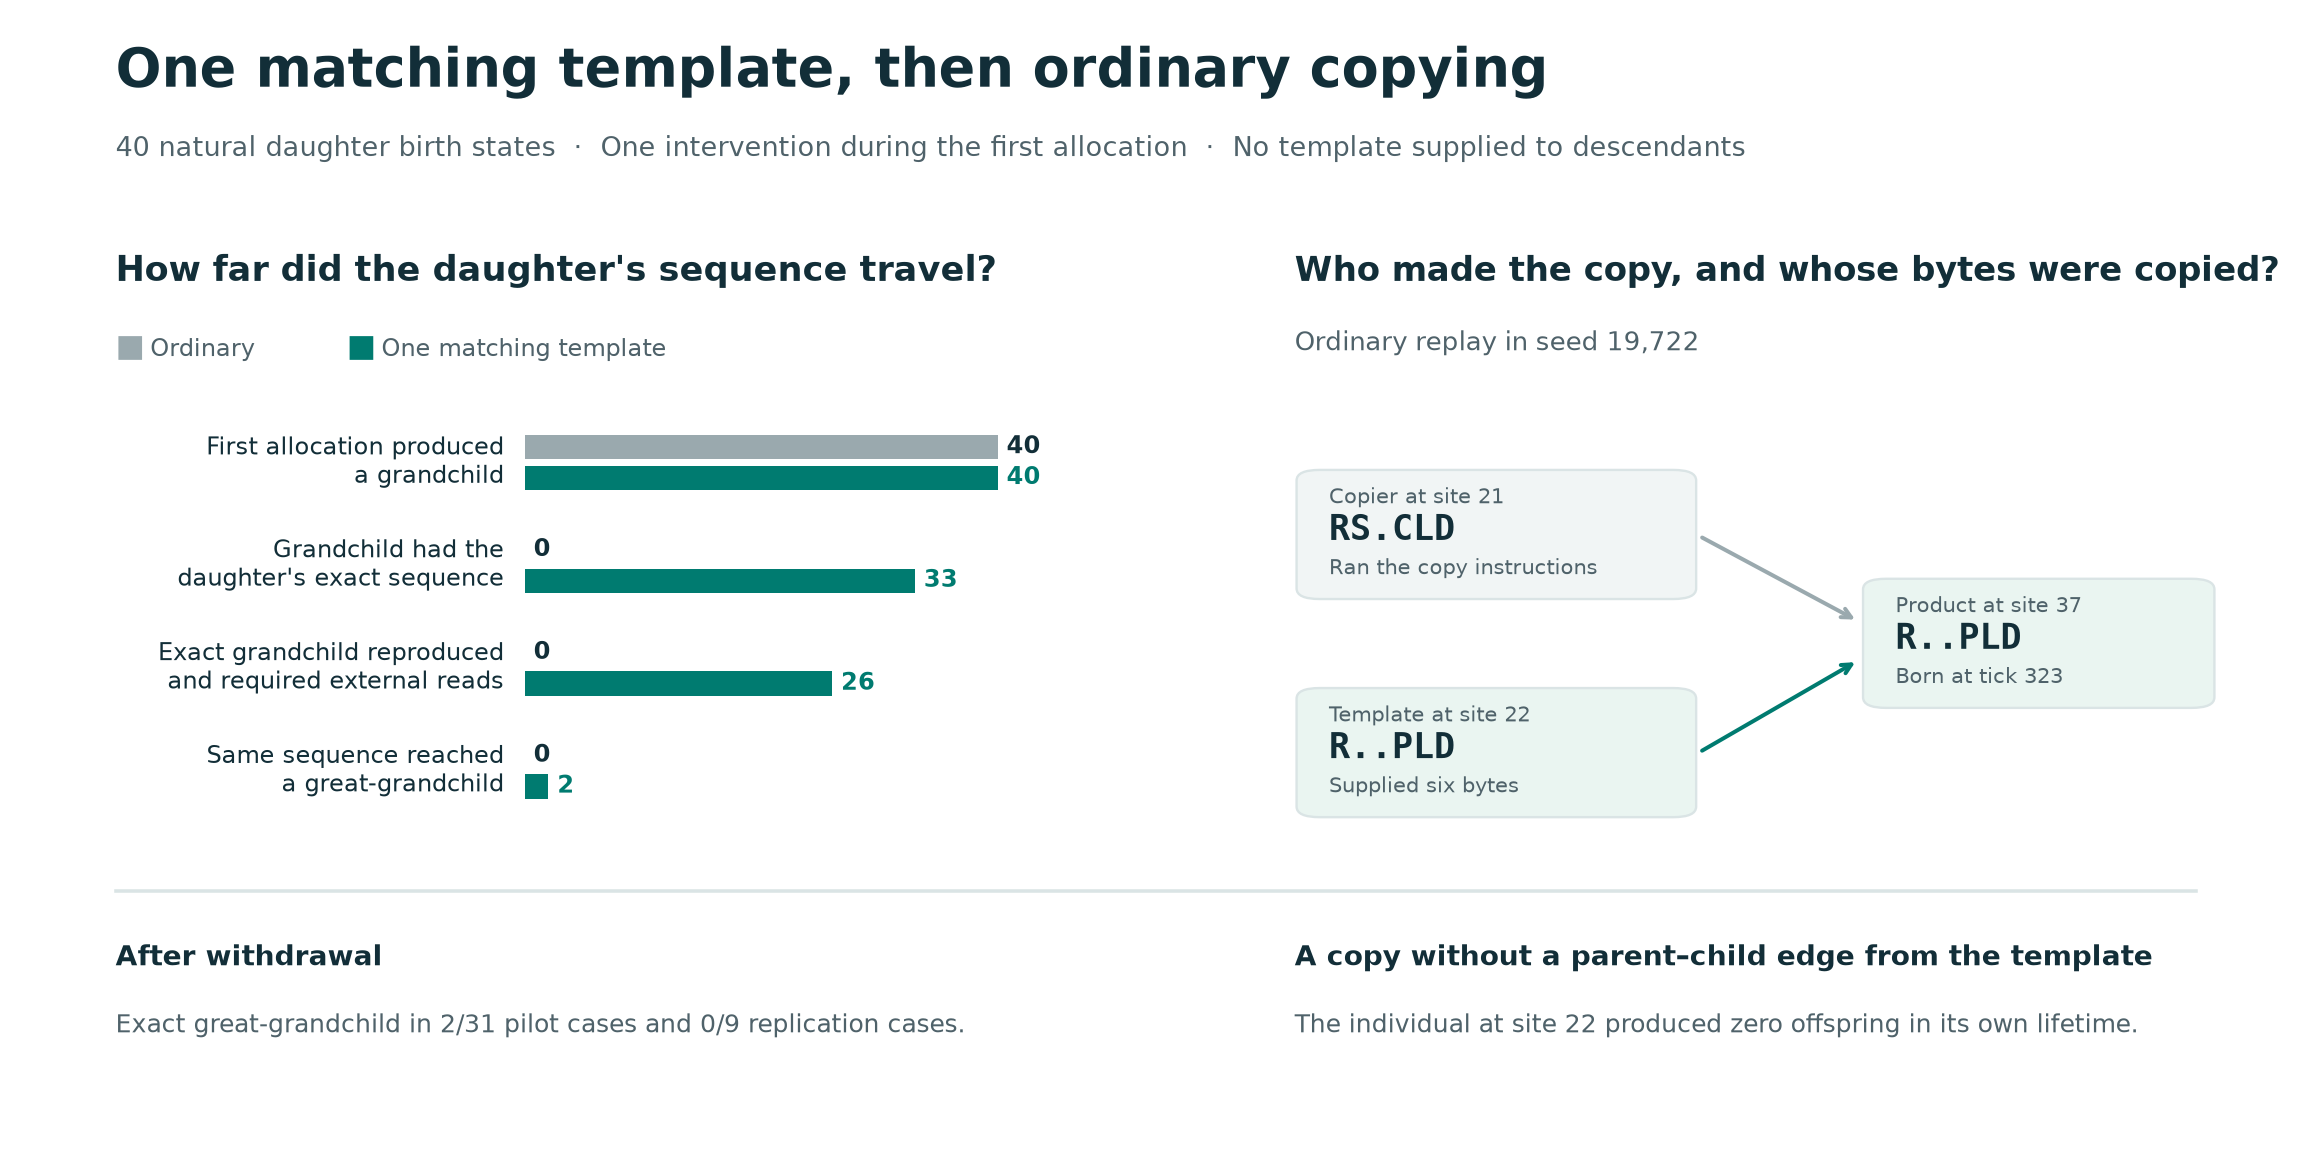 One matching template, then ordinary copying
40 natural daughter birth states · One intervention during the first allocation · No template supplied to descendants
How far did the daughter's sequence travel?
Ordinary
One matching template
First allocation produced
a grandchild
40
40
Grandchild had the
daughter's exact sequence
0
33
Exact grandchild reproduced
and required external reads
0
26
Same sequence reached
a great-grandchild
0
2
Who made the copy, and whose bytes were copied?
Ordinary replay in seed 19,722
Copier at site 21
RS.CLD
Ran the copy instructions
Template at site 22
R..PLD
Supplied six bytes
Product at site 37
R..PLD
Born at tick 323
After withdrawal
Exact great-grandchild in 2/31 pilot cases and 0/9 replication cases.
A copy without a parent–child edge from the template
The individual at site 22 produced zero offspring in its own lifetime.